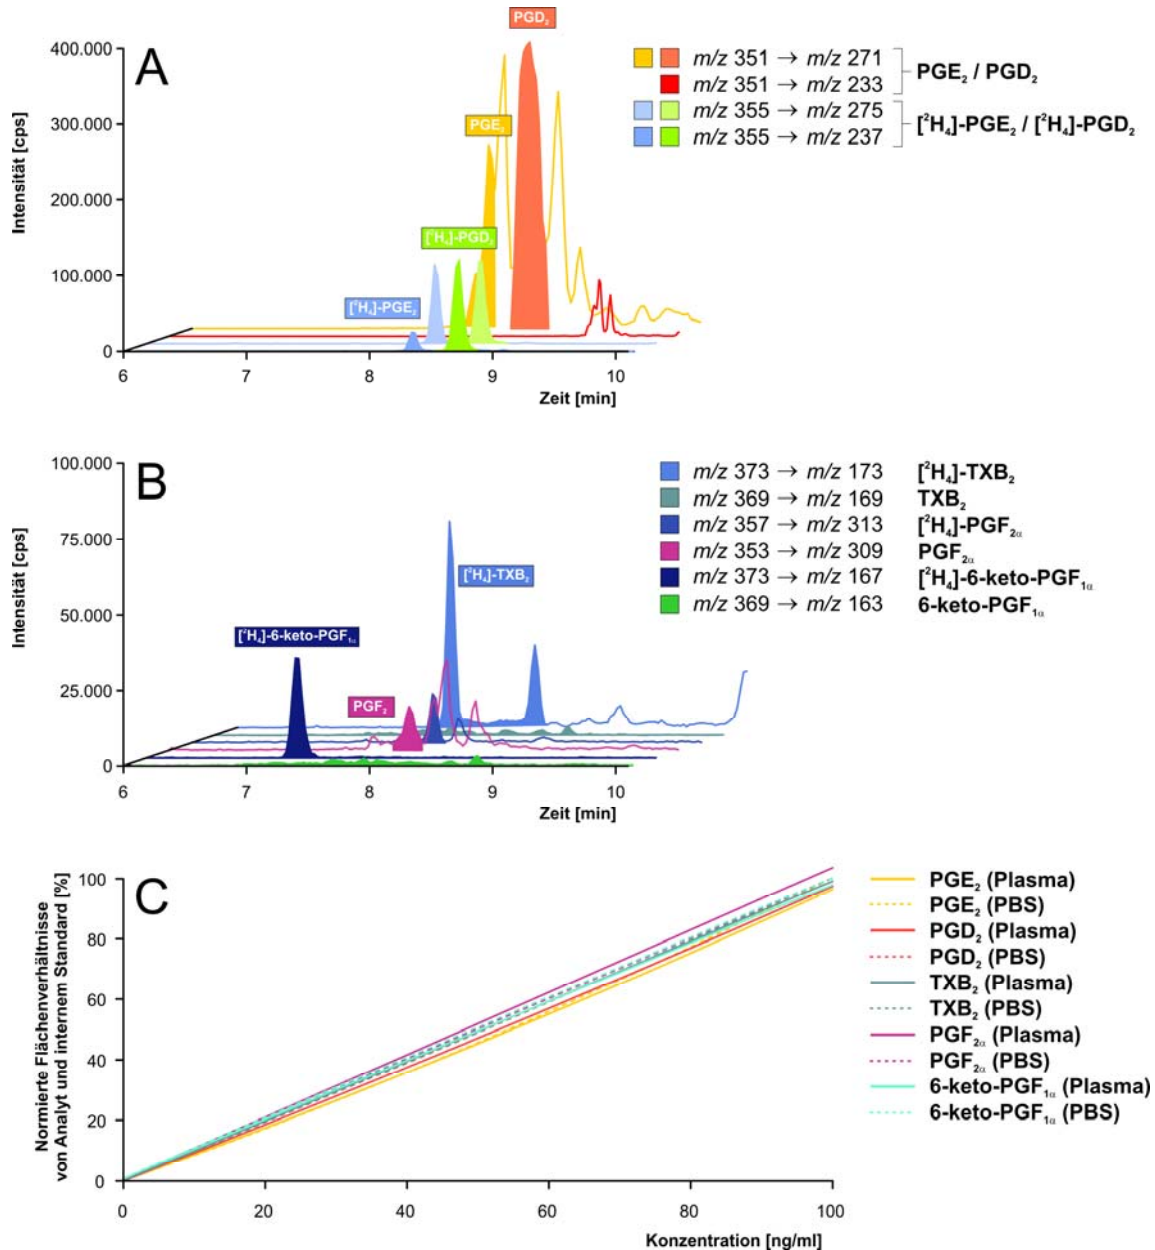 A
PGD₂
400.000
300.000
200.000
100.000
0
Intensität [cps]
PGE₂
[²H₄]-PGD₂
[²H₄]-PGE₂
m/z 351 → m/z 271
m/z 351 → m/z 233
PGE₂ / PGD₂
m/z 355 → m/z 275
m/z 355 → m/z 237
[²H₄]-PGE₂ / [²H₄]-PGD₂
6 7 8 9 10
Zeit [min]
B
100.000
75.000
50.000
25.000
0
Intensität [cps]
[²H₄]-TXB₂
[²H₄]-6-keto-PGF₁α
PGF₂
m/z 373 → m/z 173 [²H₄]-TXB₂
m/z 369 → m/z 169 TXB₂
m/z 357 → m/z 313 [²H₄]-PGF₂α
m/z 353 → m/z 309 PGF₂α
m/z 373 → m/z 167 [²H₄]-6-keto-PGF₁α
m/z 369 → m/z 163 6-keto-PGF₁α
6 7 8 9 10
Zeit [min]
C
100
80
60
40
20
0
Normierte Flächenverhältnisse
von Analyt und internem Standard [%]
PGE₂ (Plasma)
PGE₂ (PBS)
PGD₂ (Plasma)
PGD₂ (PBS)
TXB₂ (Plasma)
TXB₂ (PBS)
PGF₂α (Plasma)
PGF₂α (PBS)
6-keto-PGF₁α (Plasma)
6-keto-PGF₁α (PBS)
0 20 40 60 80 100
Konzentration [ng/ml]